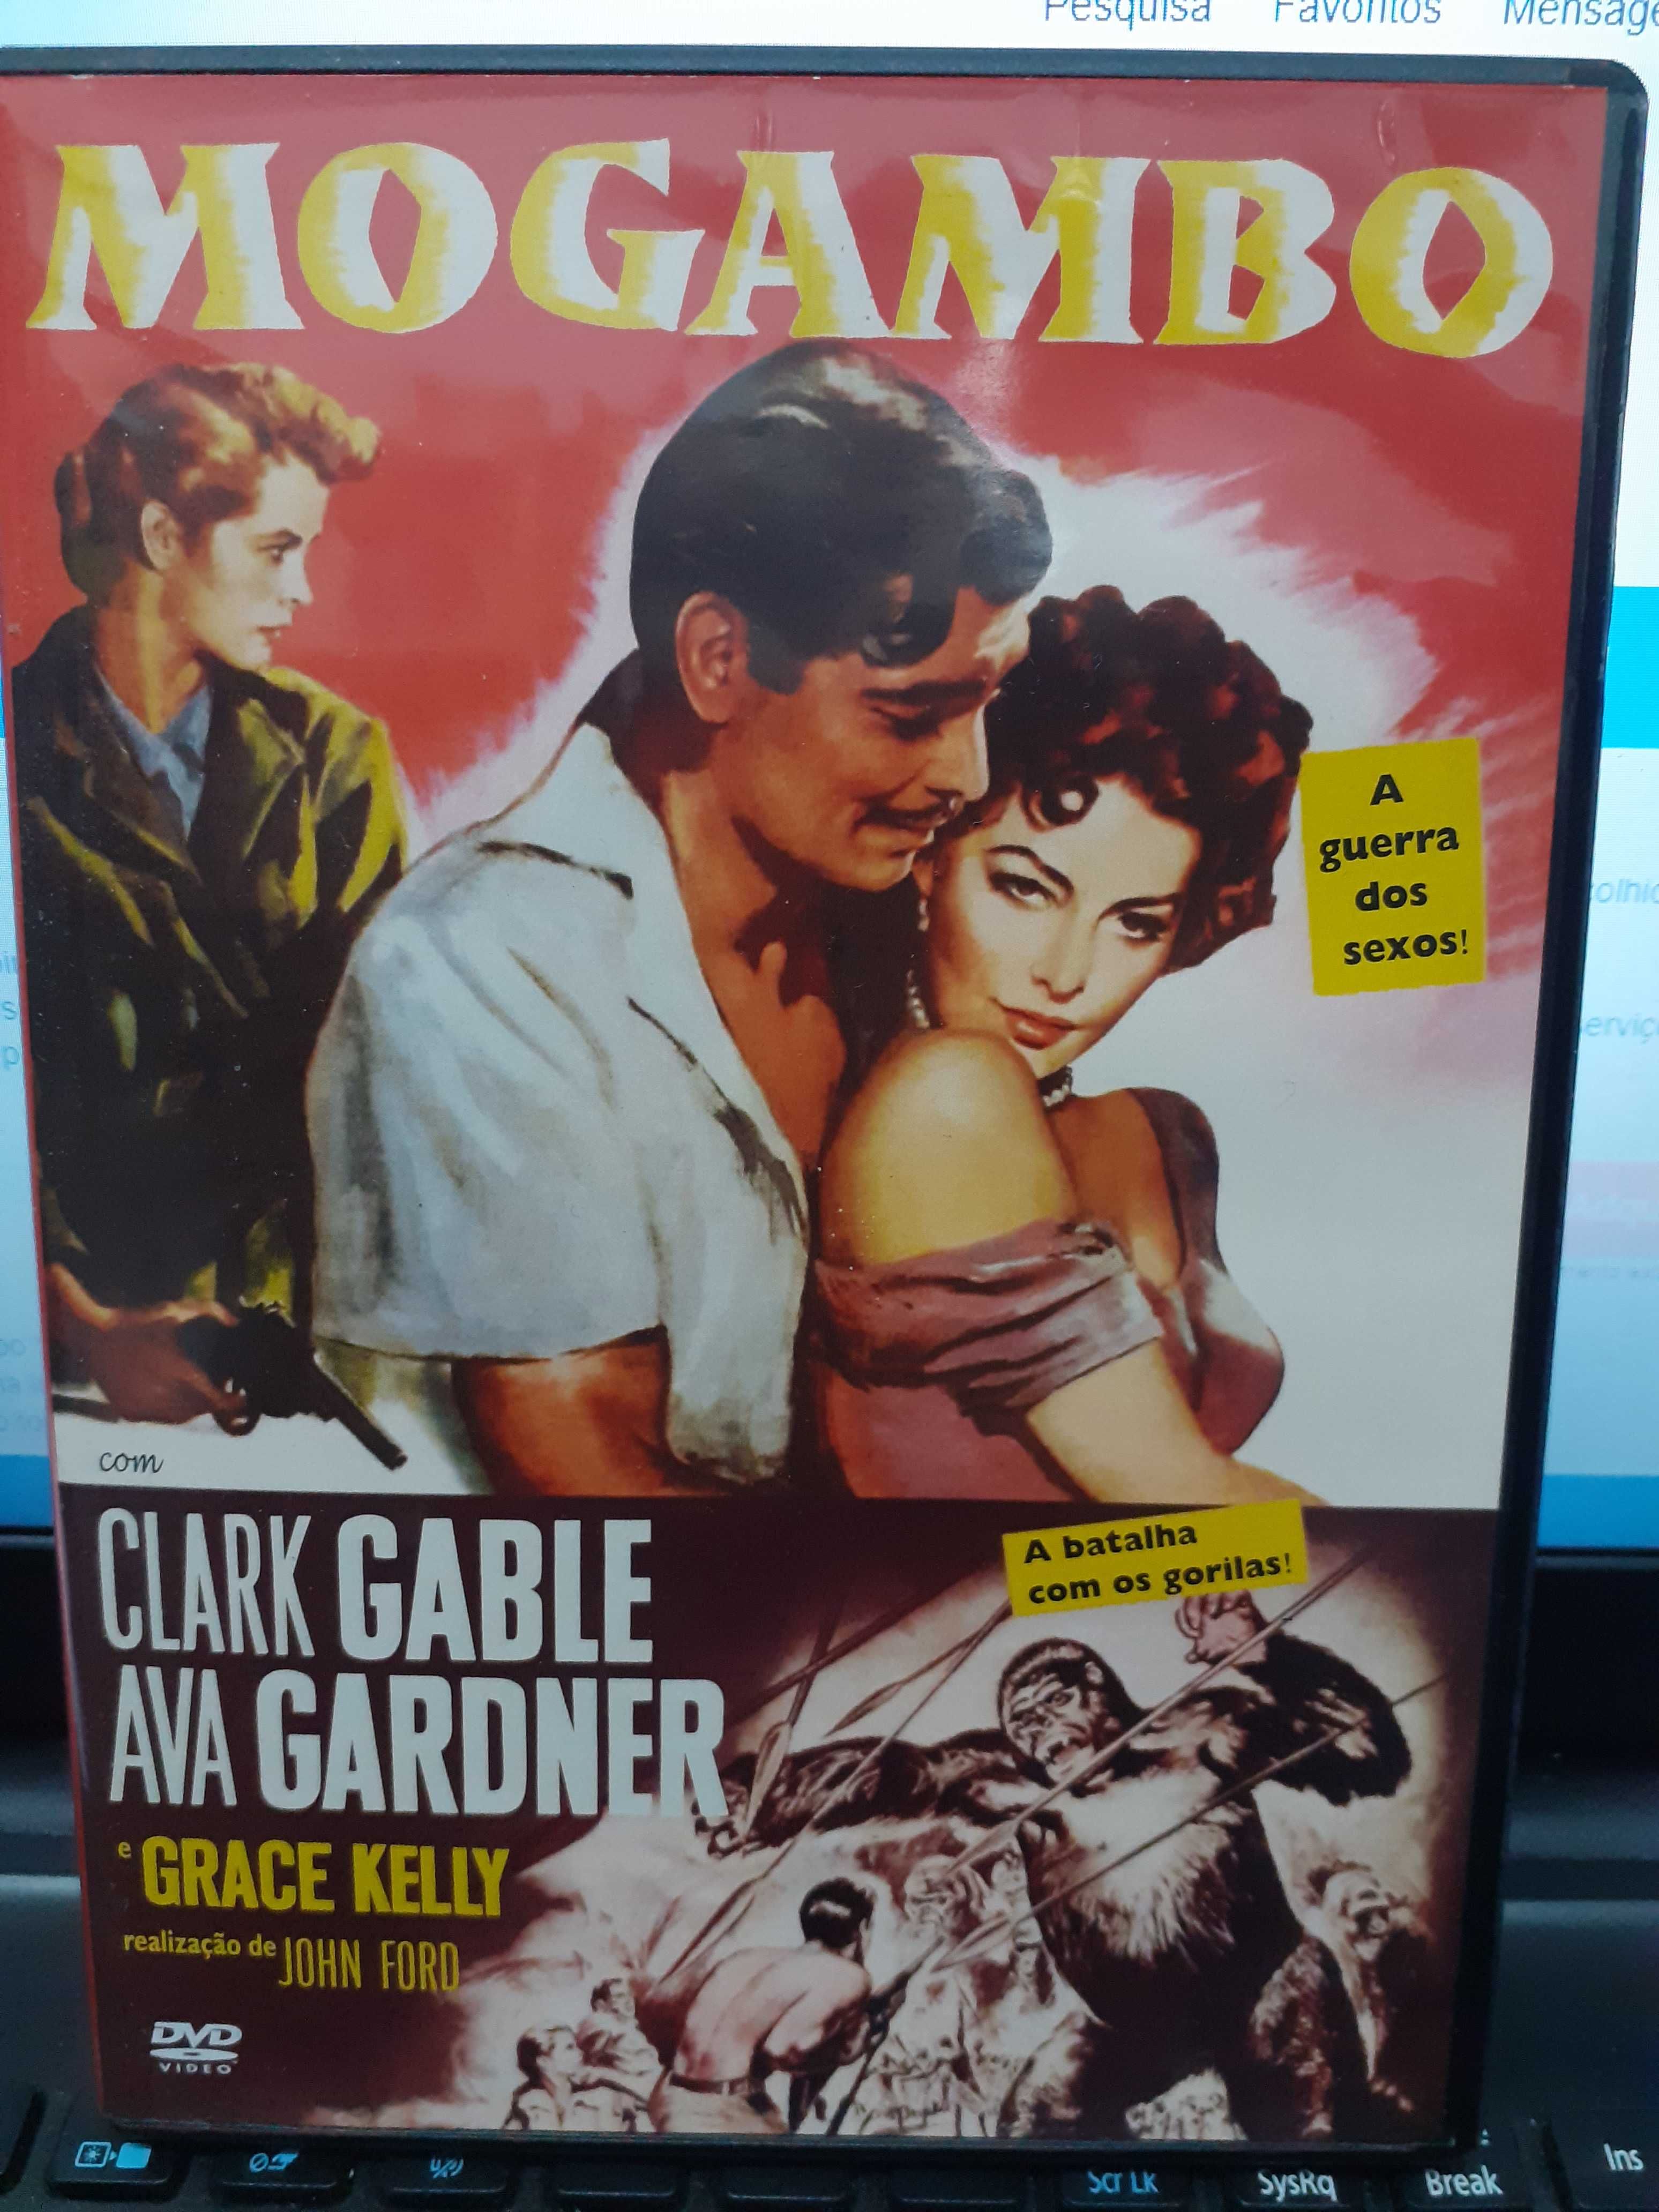 Pesquisa Favoritos
MOGAMBO
A
guerra
dos
sexos!
com
CLARK GABLE
A batalha
com os gorilas!
AVA GARDNER
e GRACE KELLY
realização de JOHN FORD
DVD
VIDEO
Scr Lk
SysRq
Break
Ins